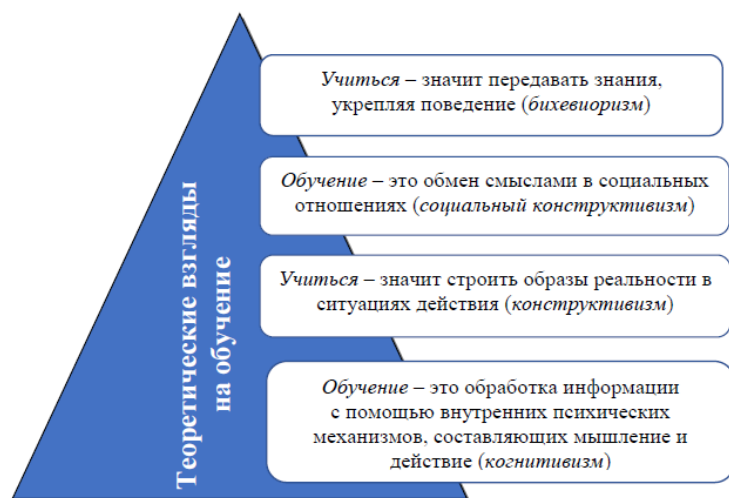 Теоретические взгляды
на обучение
Учиться – значит передавать знания,
укрепляя поведение (бихевиоризм)
Обучение – это обмен смыслами в социальных
отношениях (социальный конструктивизм)
Учиться – значит строить образы реальности в
ситуациях действия (конструктивизм)
Обучение – это обработка информации
с помощью внутренних психических
механизмов, составляющих мышление и
действие (когнитивизм)